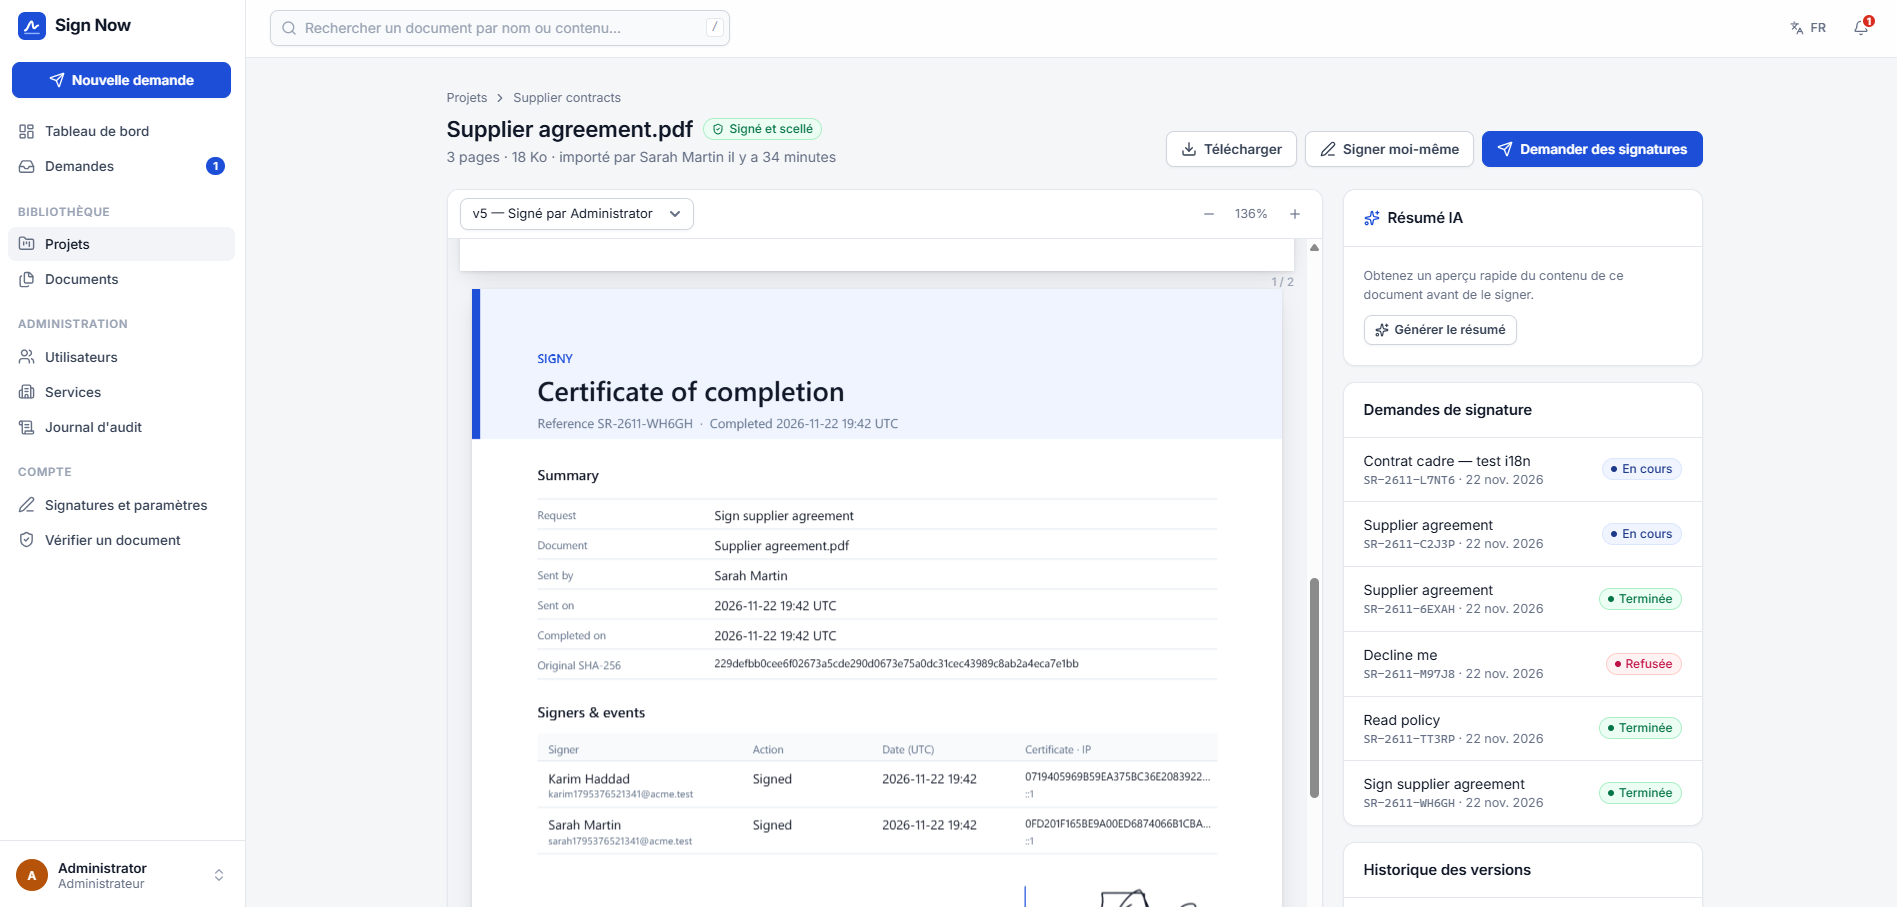 Sign Now
Nouvelle demande
Tableau de bord
Demandes
1
BIBLIOTHÈQUE
Projets
Documents
ADMINISTRATION
Utilisateurs
Services
Journal d'audit
COMPTE
Signatures et paramètres
Vérifier un document
A
Administrator
Administrateur
Rechercher un document par nom ou contenu...
/
FR
1
Projets > Supplier contracts
Supplier agreement.pdf
Signé et scellé
3 pages · 18 Ko · importé par Sarah Martin il y a 34 minutes
Télécharger
Signer moi-même
Demander des signatures
v5 — Signé par Administrator
136%
1 / 2
SIGNY
Certificate of completion
Reference SR-2611-WH6GH · Completed 2026-11-22 19:42 UTC
Summary
Request Sign supplier agreement
Document Supplier agreement.pdf
Sent by Sarah Martin
Sent on 2026-11-22 19:42 UTC
Completed on 2026-11-22 19:42 UTC
Original SHA-256 229defbb0cee6f02673a5cde290d0673e75a0dc31cec43989c8ab2a4eca7e1bb
Signers & events
Signer Action Date (UTC) Certificate · IP
Karim Haddad Signed 2026-11-22 19:42 0719405969B59EA375BC36E2083922...
karim1795376521341@acme.test ::1
Sarah Martin Signed 2026-11-22 19:42 0FD201F165BE9A00ED6874066B1CBA...
sarah1795376521341@acme.test ::1
Résumé IA
Obtenez un aperçu rapide du contenu de ce
document avant de le signer.
Générer le résumé
Demandes de signature
Contrat cadre — test i18n
SR-2611-L7NT6 · 22 nov. 2026
En cours
Supplier agreement
SR-2611-C2J3P · 22 nov. 2026
En cours
Supplier agreement
SR-2611-6EXAH · 22 nov. 2026
Terminée
Decline me
SR-2611-M97J8 · 22 nov. 2026
Refusée
Read policy
SR-2611-TT3RP · 22 nov. 2026
Terminée
Sign supplier agreement
SR-2611-WH6GH · 22 nov. 2026
Terminée
Historique des versions